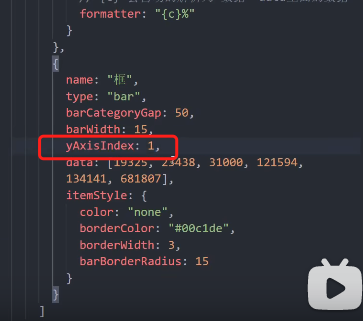 formatter: "{c}%"
}
},
{
name: "框",
type: "bar",
barCategoryGap: 50,
barWidth: 15,
yAxisIndex: 1,
data: [19325, 23438, 31000, 121594,
134141, 681807],
itemStyle: {
color: "none",
borderColor: "#00c1de",
borderWidth: 3,
barBorderRadius: 15
}
}
]